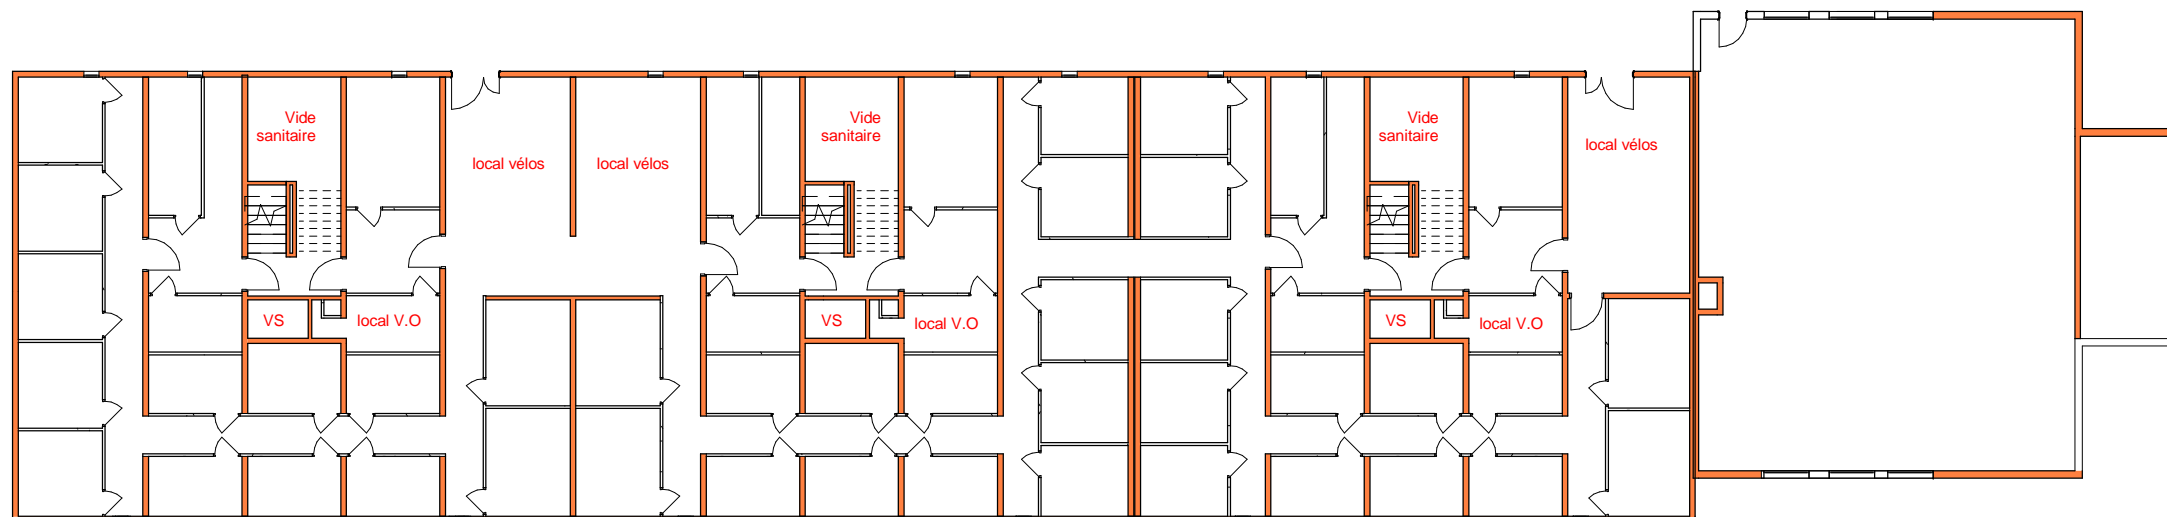 Vide
sanitaire
local vélos
local vélos
Vide
sanitaire
Vide
sanitaire
local vélos
VS
local V.O
VS
local V.O
VS
local V.O